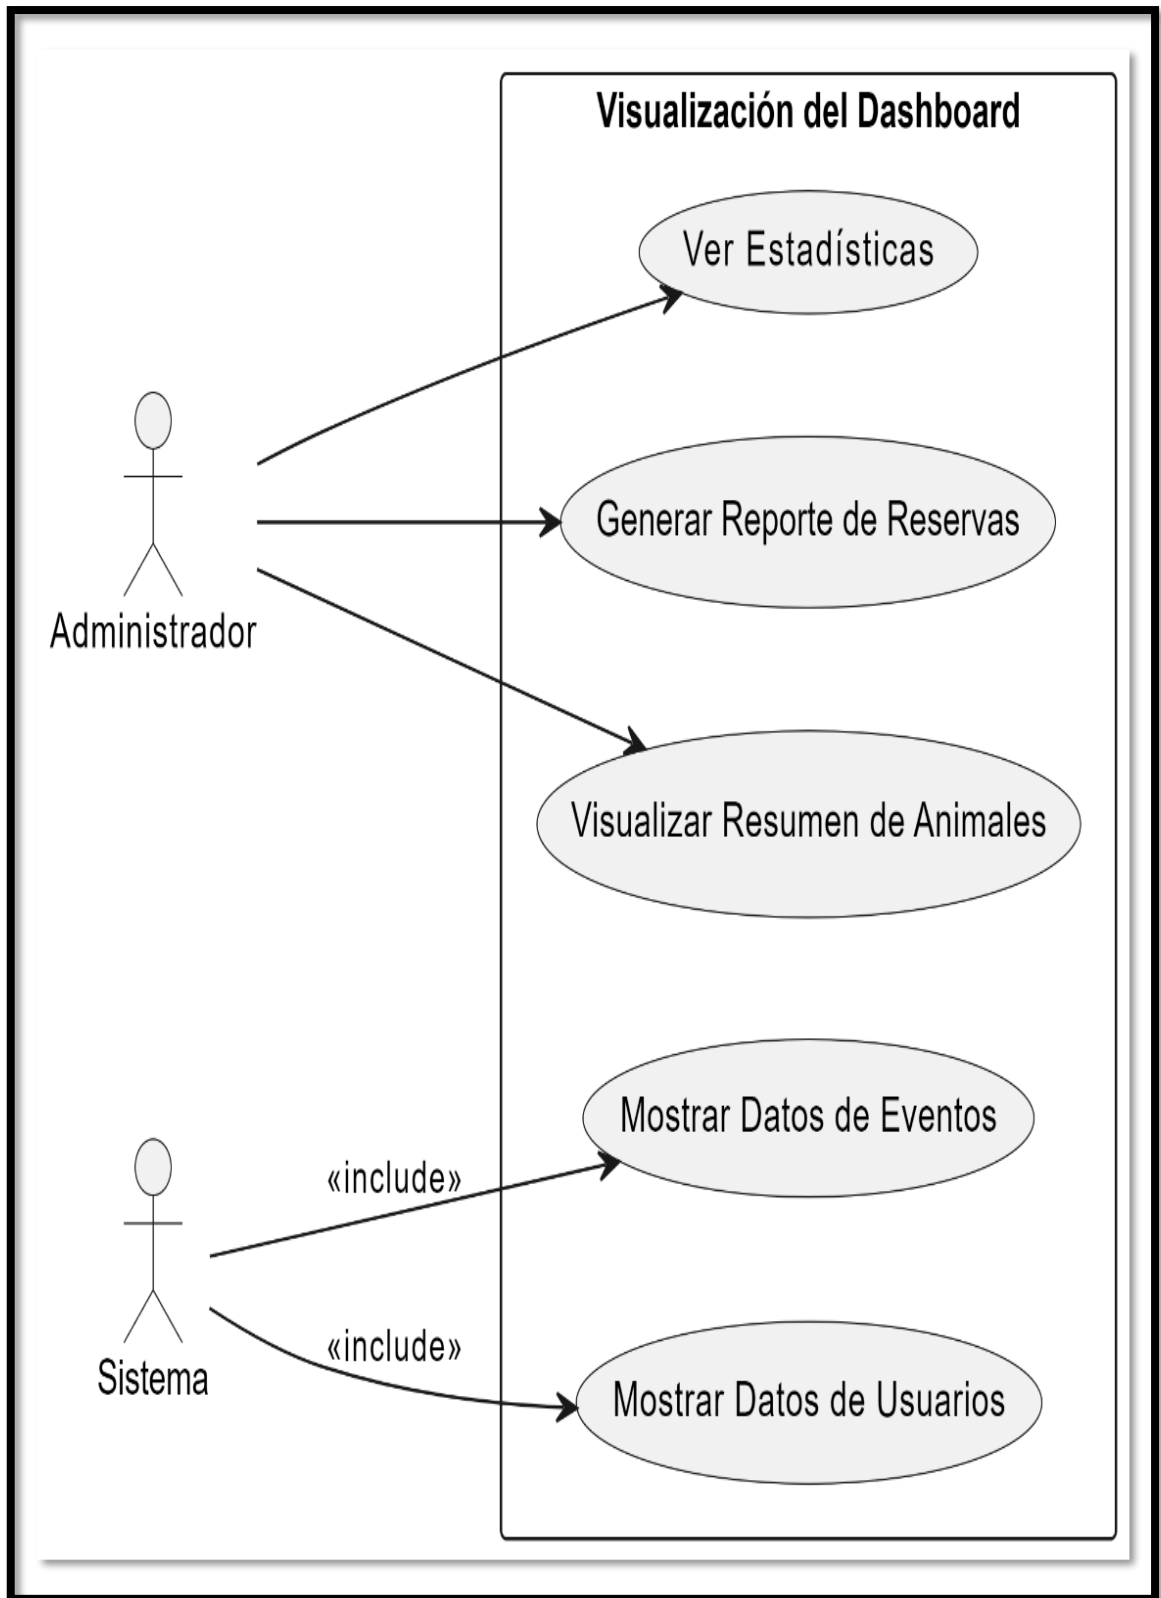 Visualización del Dashboard
Ver Estadísticas
Generar Reporte de Reservas
Administrador
Visualizar Resumen de Animales
Mostrar Datos de Eventos
«include»
«include»
Sistema
Mostrar Datos de Usuarios